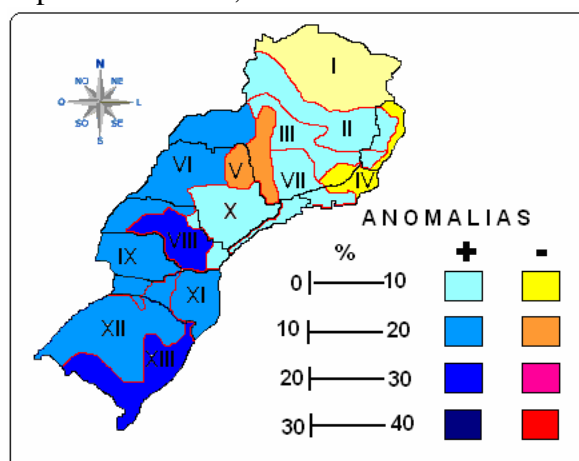 N
NO NE
O L
SO SE
S
I
II
III
IV
V
VI
VII
VIII
IX
X
XI
XII
XIII
ANOMALIAS
% + -
0 10
10 20
20 30
30 40